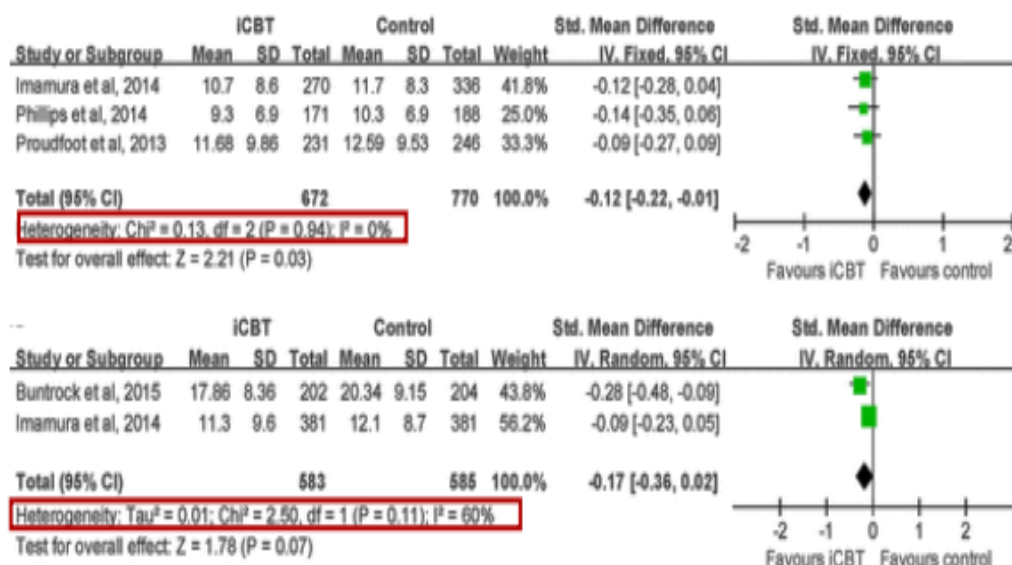 iCBT Control Std. Mean Difference Std. Mean Difference
Study or Subgroup Mean SD Total Mean SD Total Weight IV. Fixed, 95% CI IV. Fixed, 95% CI
Imamura et al, 2014 10.7 8.6 270 11.7 8.3 336 41.8% -0.12 [-0.28, 0.04]
Phillips et al, 2014 9.3 6.9 171 10.3 6.9 188 25.0% -0.14 [-0.35, 0.06]
Proudfoot et al, 2013 11.68 9.86 231 12.59 9.53 246 33.3% -0.09 [-0.27, 0.09]
Total (95% CI) 672 770 100.0% -0.12 [-0.22, -0.01]
Heterogeneity: Chi² = 0.13, df = 2 (P = 0.94); I² = 0%
Test for overall effect: Z = 2.21 (P = 0.03)
-2 -1 0 1 2
Favours iCBT Favours control
iCBT Control Std. Mean Difference Std. Mean Difference
Study or Subgroup Mean SD Total Mean SD Total Weight IV. Random, 95% CI IV. Random, 95% CI
Buntrock et al, 2015 17.86 8.36 202 20.34 9.15 204 43.8% -0.28 [-0.48, -0.09]
Imamura et al, 2014 11.3 9.6 381 12.1 8.7 381 56.2% -0.09 [-0.23, 0.05]
Total (95% CI) 583 585 100.0% -0.17 [-0.36, 0.02]
Heterogeneity: Tau² = 0.01; Chi² = 2.50, df = 1 (P = 0.11); I² = 60%
Test for overall effect: Z = 1.78 (P = 0.07)
-2 -1 0 1 2
Favours iCBT Favours control